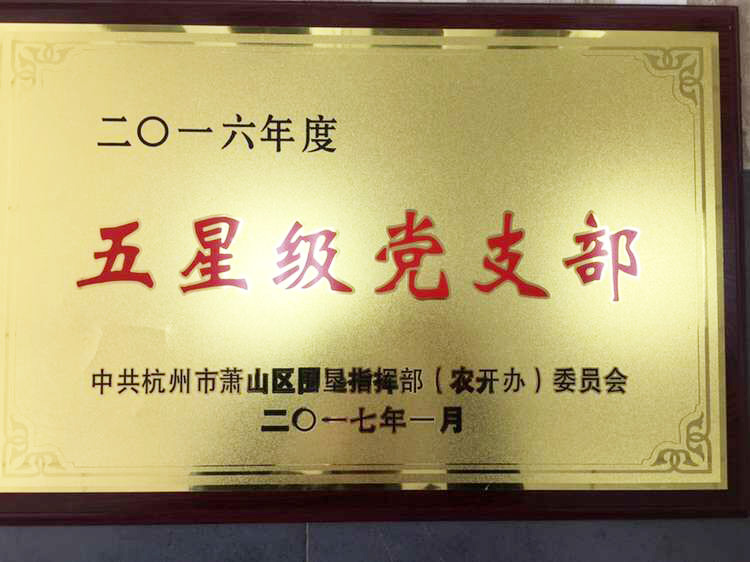 二〇一六年度
五星级党支部
中共杭州市萧山区围垦指挥部（农开办）委员会
二〇一七年一月